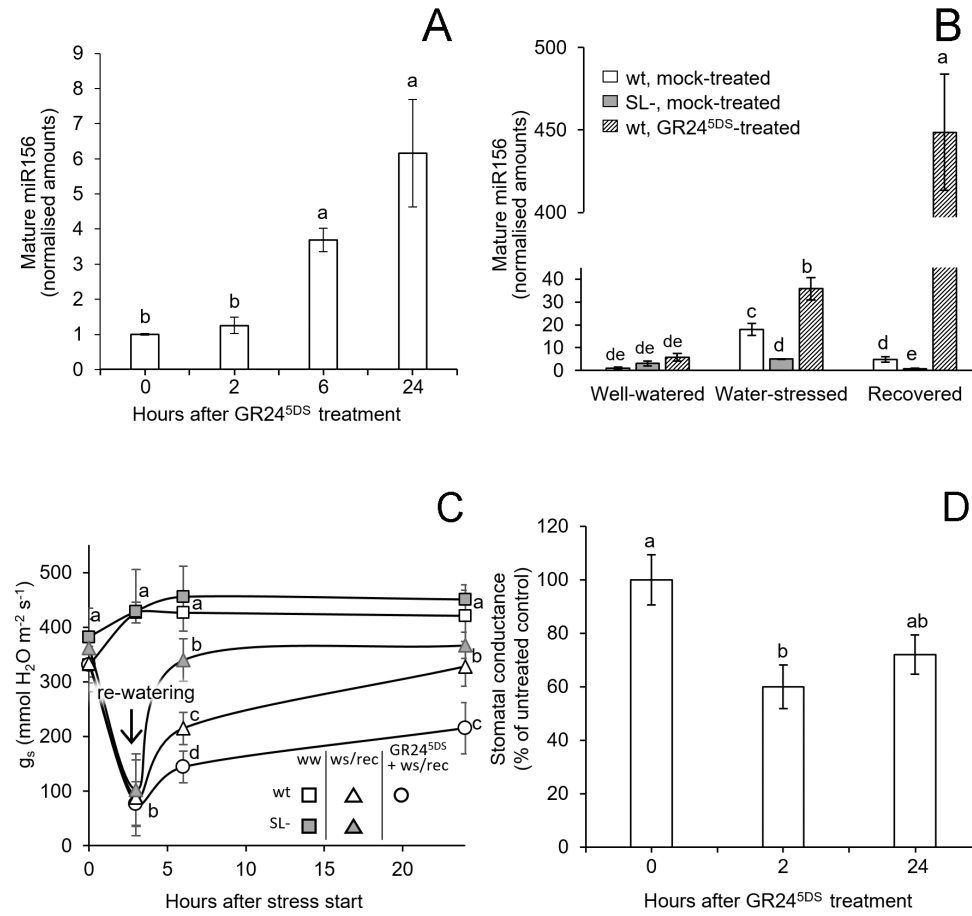 A
9
8
7
6
5
4
3
2
1
0
Mature miR156
(normalised amounts)
b
b
a
a
0 2 6 24
Hours after GR24⁵ᴰˢ treatment
B
500
450
400
40
30
20
10
0
Mature miR156
(normalised amounts)
wt, mock-treated
SL-, mock-treated
wt, GR24⁵ᴰˢ-treated
de de de
c d b
d e a
Well-watered Water-stressed Recovered
C
500
400
300
200
100
0
gₛ (mmol H₂O m⁻² s⁻¹)
a a a a
b b
c
d c
b
re-watering
ww ws/rec GR24⁵ᴰˢ
+ ws/rec
wt
SL-
0 5 10 15 20
Hours after stress start
D
120
100
80
60
40
20
0
Stomatal conductance
(% of untreated control)
a
b
ab
0 2 24
Hours after GR24⁵ᴰˢ treatment